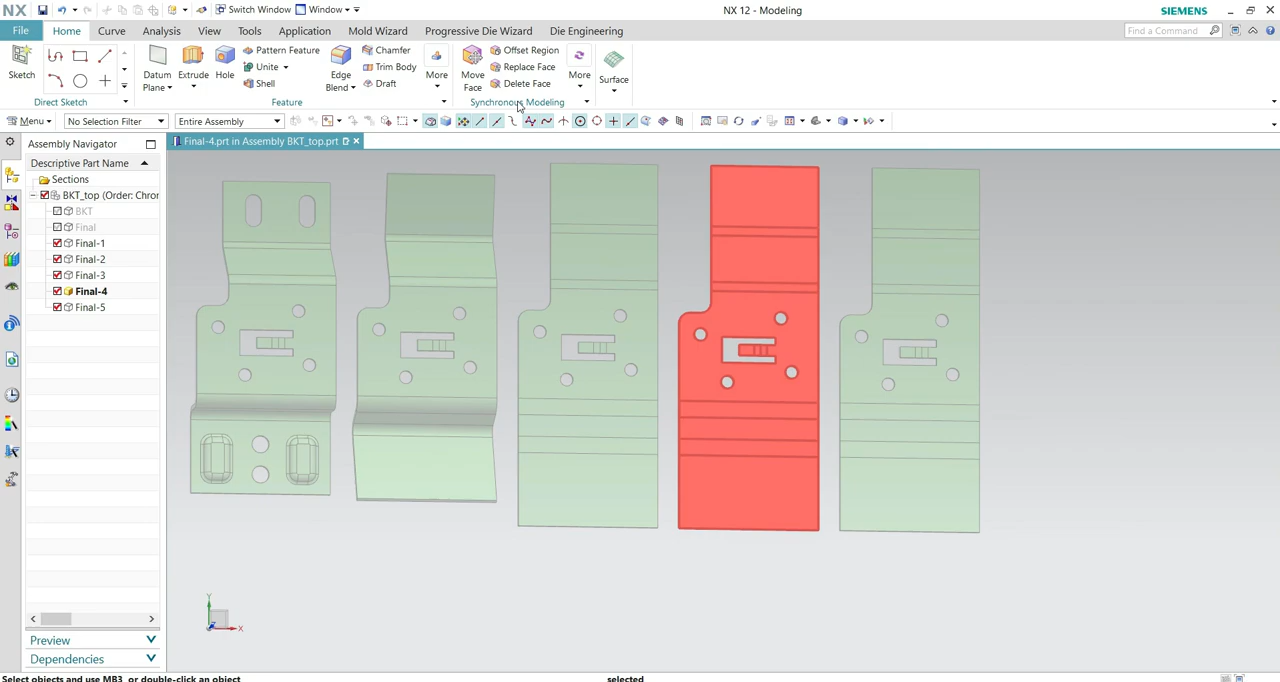 NX Switch Window Window NX 12 - Modeling SIEMENS
File Home Curve Analysis View Tools Application Mold Wizard Progressive Die Wizard Die Engineering Find a Command
Sketch Datum Plane Extrude Hole Pattern Feature Unite Shell Edge Blend Chamfer Trim Body Draft More Move Face Offset Region Replace Face Delete Face More Surface
Direct Sketch Feature Synchronous Modeling
Menu No Selection Filter Entire Assembly
Assembly Navigator Final-4.prt in Assembly BKT_top.prt
Descriptive Part Name
Sections
BKT_top (Order: Chror
BKT
Final
Final-1
Final-2
Final-3
Final-4
Final-5
Y
X
Preview
Dependencies
Select objects and use MB3, or double-click an object selected